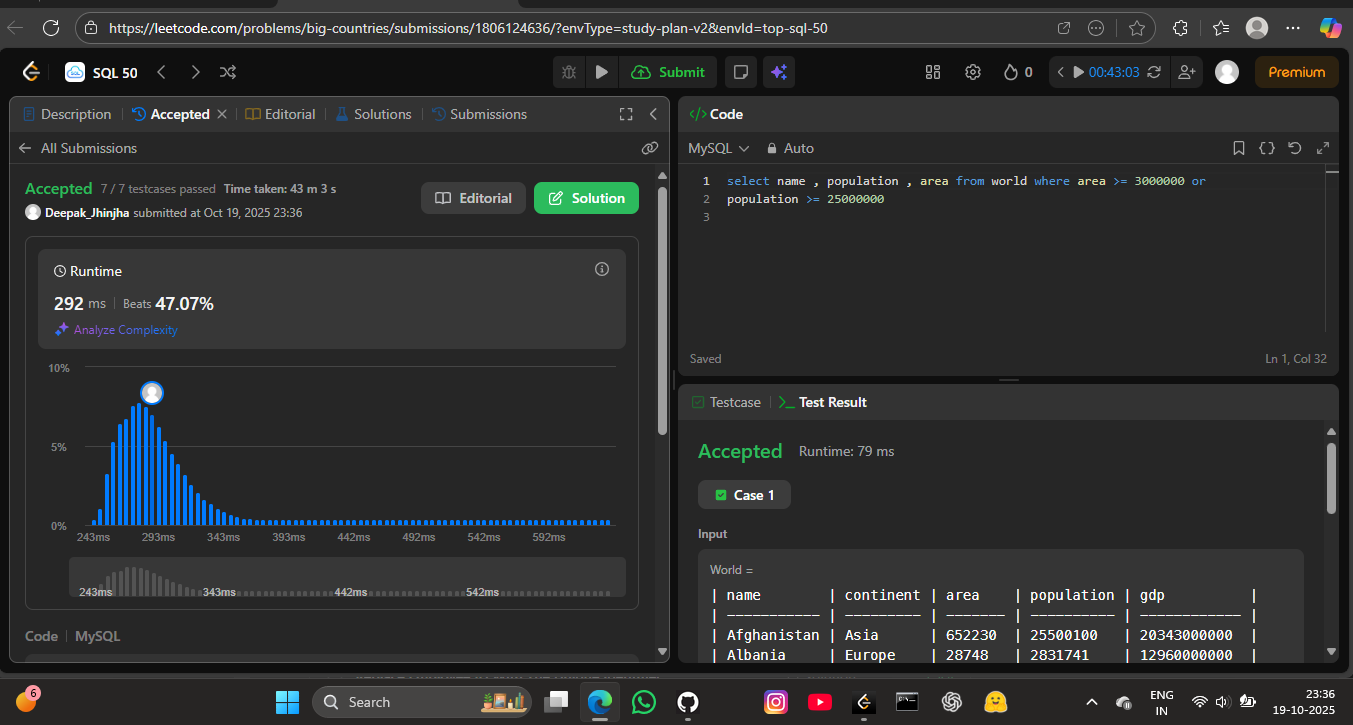 https://leetcode.com/problems/big-countries/submissions/1806124636/?envType=study-plan-v2&envId=top-sql-50
SQL 50
Submit
0
00:43:03
Premium
Description
Accepted
Editorial
Solutions
Submissions
All Submissions
Accepted 7 / 7 testcases passed Time taken: 43 m 3 s
Deepak_Jhinjha submitted at Oct 19, 2025 23:36
Editorial
Solution
Runtime
292 ms Beats 47.07%
Analyze Complexity
10%
5%
0%
243ms 293ms 343ms 393ms 442ms 492ms 542ms 592ms
243ms 343ms 442ms 542ms
Code MySQL
</> Code
MySQL Auto
1 select name , population , area from world where area >= 3000000 or
2 population >= 25000000
3
Saved
Ln 1, Col 32
Testcase
Test Result
Accepted Runtime: 79 ms
Case 1
Input
World =
| name | continent | area | population | gdp |
| ----------- | --------- | ------- | ---------- | ------------ |
| Afghanistan | Asia | 652230 | 25500100 | 20343000000 |
| Albania | Europe | 28748 | 2831741 | 12960000000 |
6
Search
ENG
IN
23:36
19-10-2025